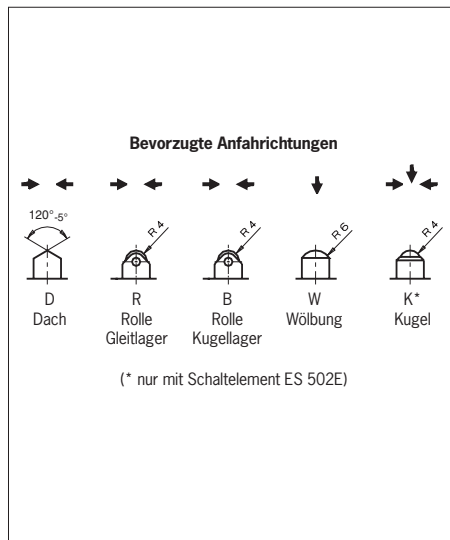 Bevorzugte Anfahrichtungen
120°-5°
R 4
R 4
R 6
R 4
D
Dach
R
Rolle
Gleitlager
B
Rolle
Kugellager
W
Wölbung
K*
Kugel
(* nur mit Schaltelement ES 502E)